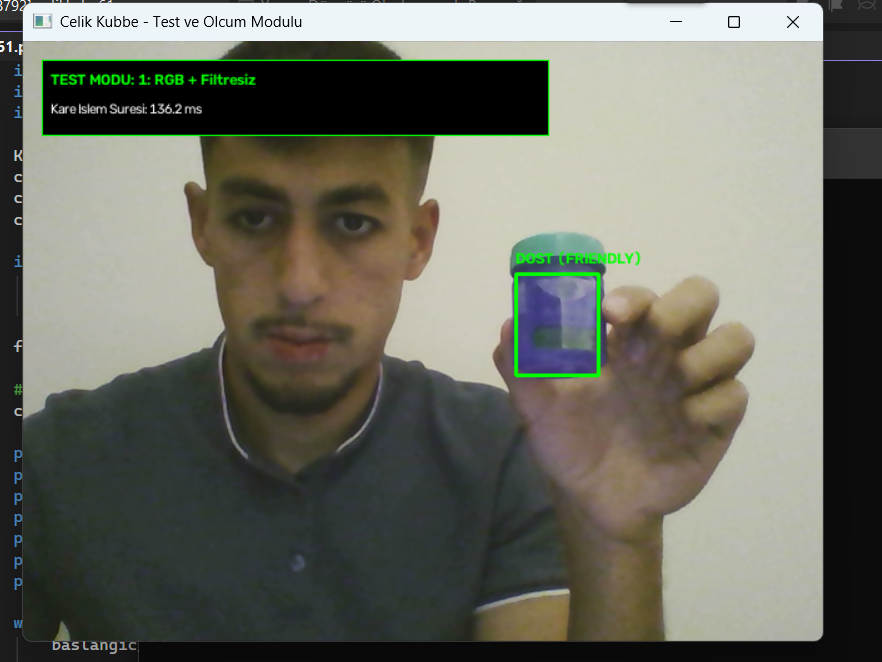 Celik Kubbe - Test ve Olcum Modulu
TEST MODU: 1: RGB + Filtresiz
Kare Islem Suresi: 136.2 ms
DOST (FRIENDLY)
baslangic